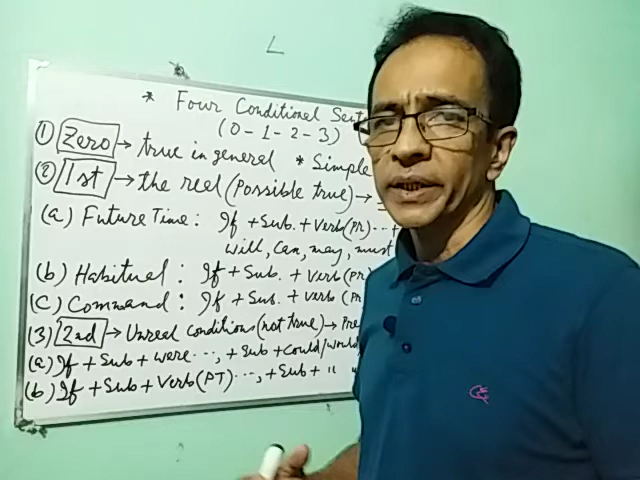 * Four Conditional Sent
(0-1-2-3)
① Zero → true in general * Simple
② 1st → the reel (Possible true) →
(a) Future Time: If + Sub. + Verb(PR)... +
will, Can, may, must
(b) Habitual: If + Sub. + Verb (PR)
(C) Command: If + Sub. + verb (PR
(3) 2nd → Unreal conditions (not true) → Pre
(a) If + Sub + were ..., + Sub + Could/would,
(b) If + Sub + Verb (PT)..., + Sub + " "